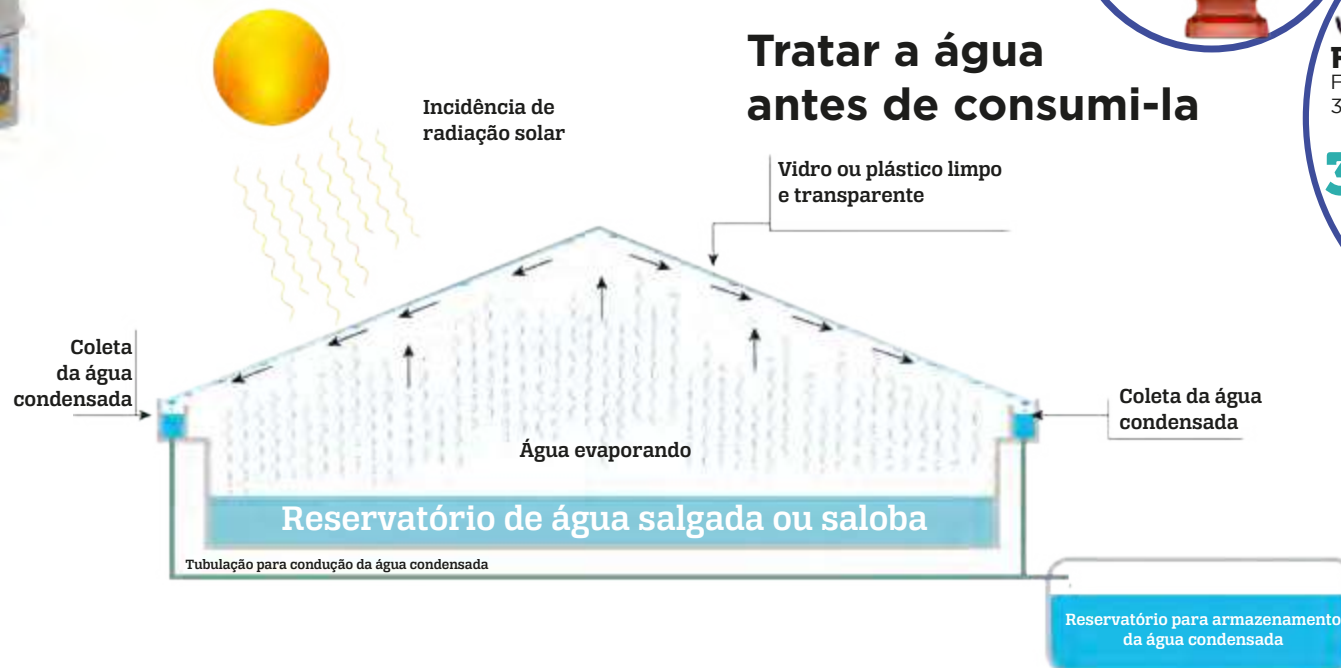 Tratar a água
antes de consumi-la
Incidência de
radiação solar
Vidro ou plástico limpo
e transparente
Coleta
da água
condensada
Coleta da água
condensada
Água evaporando
Reservatório de água salgada ou saloba
Tubulação para condução da água condensada
Reservatório para armazenamento
da água condensada